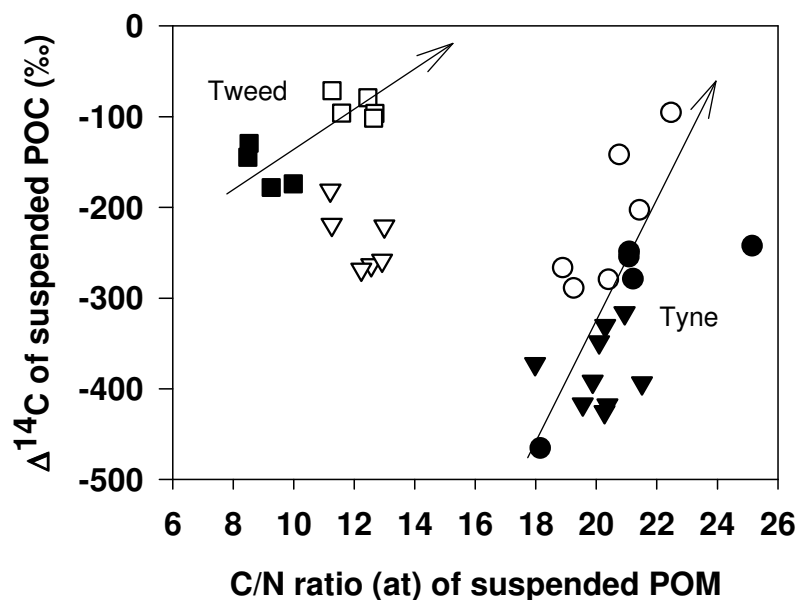 0
-100
-200
-300
-400
-500
Δ¹⁴C of suspended POC (‰)
Tweed
Tyne
6 8 10 12 14 16 18 20 22 24 26
C/N ratio (at) of suspended POM